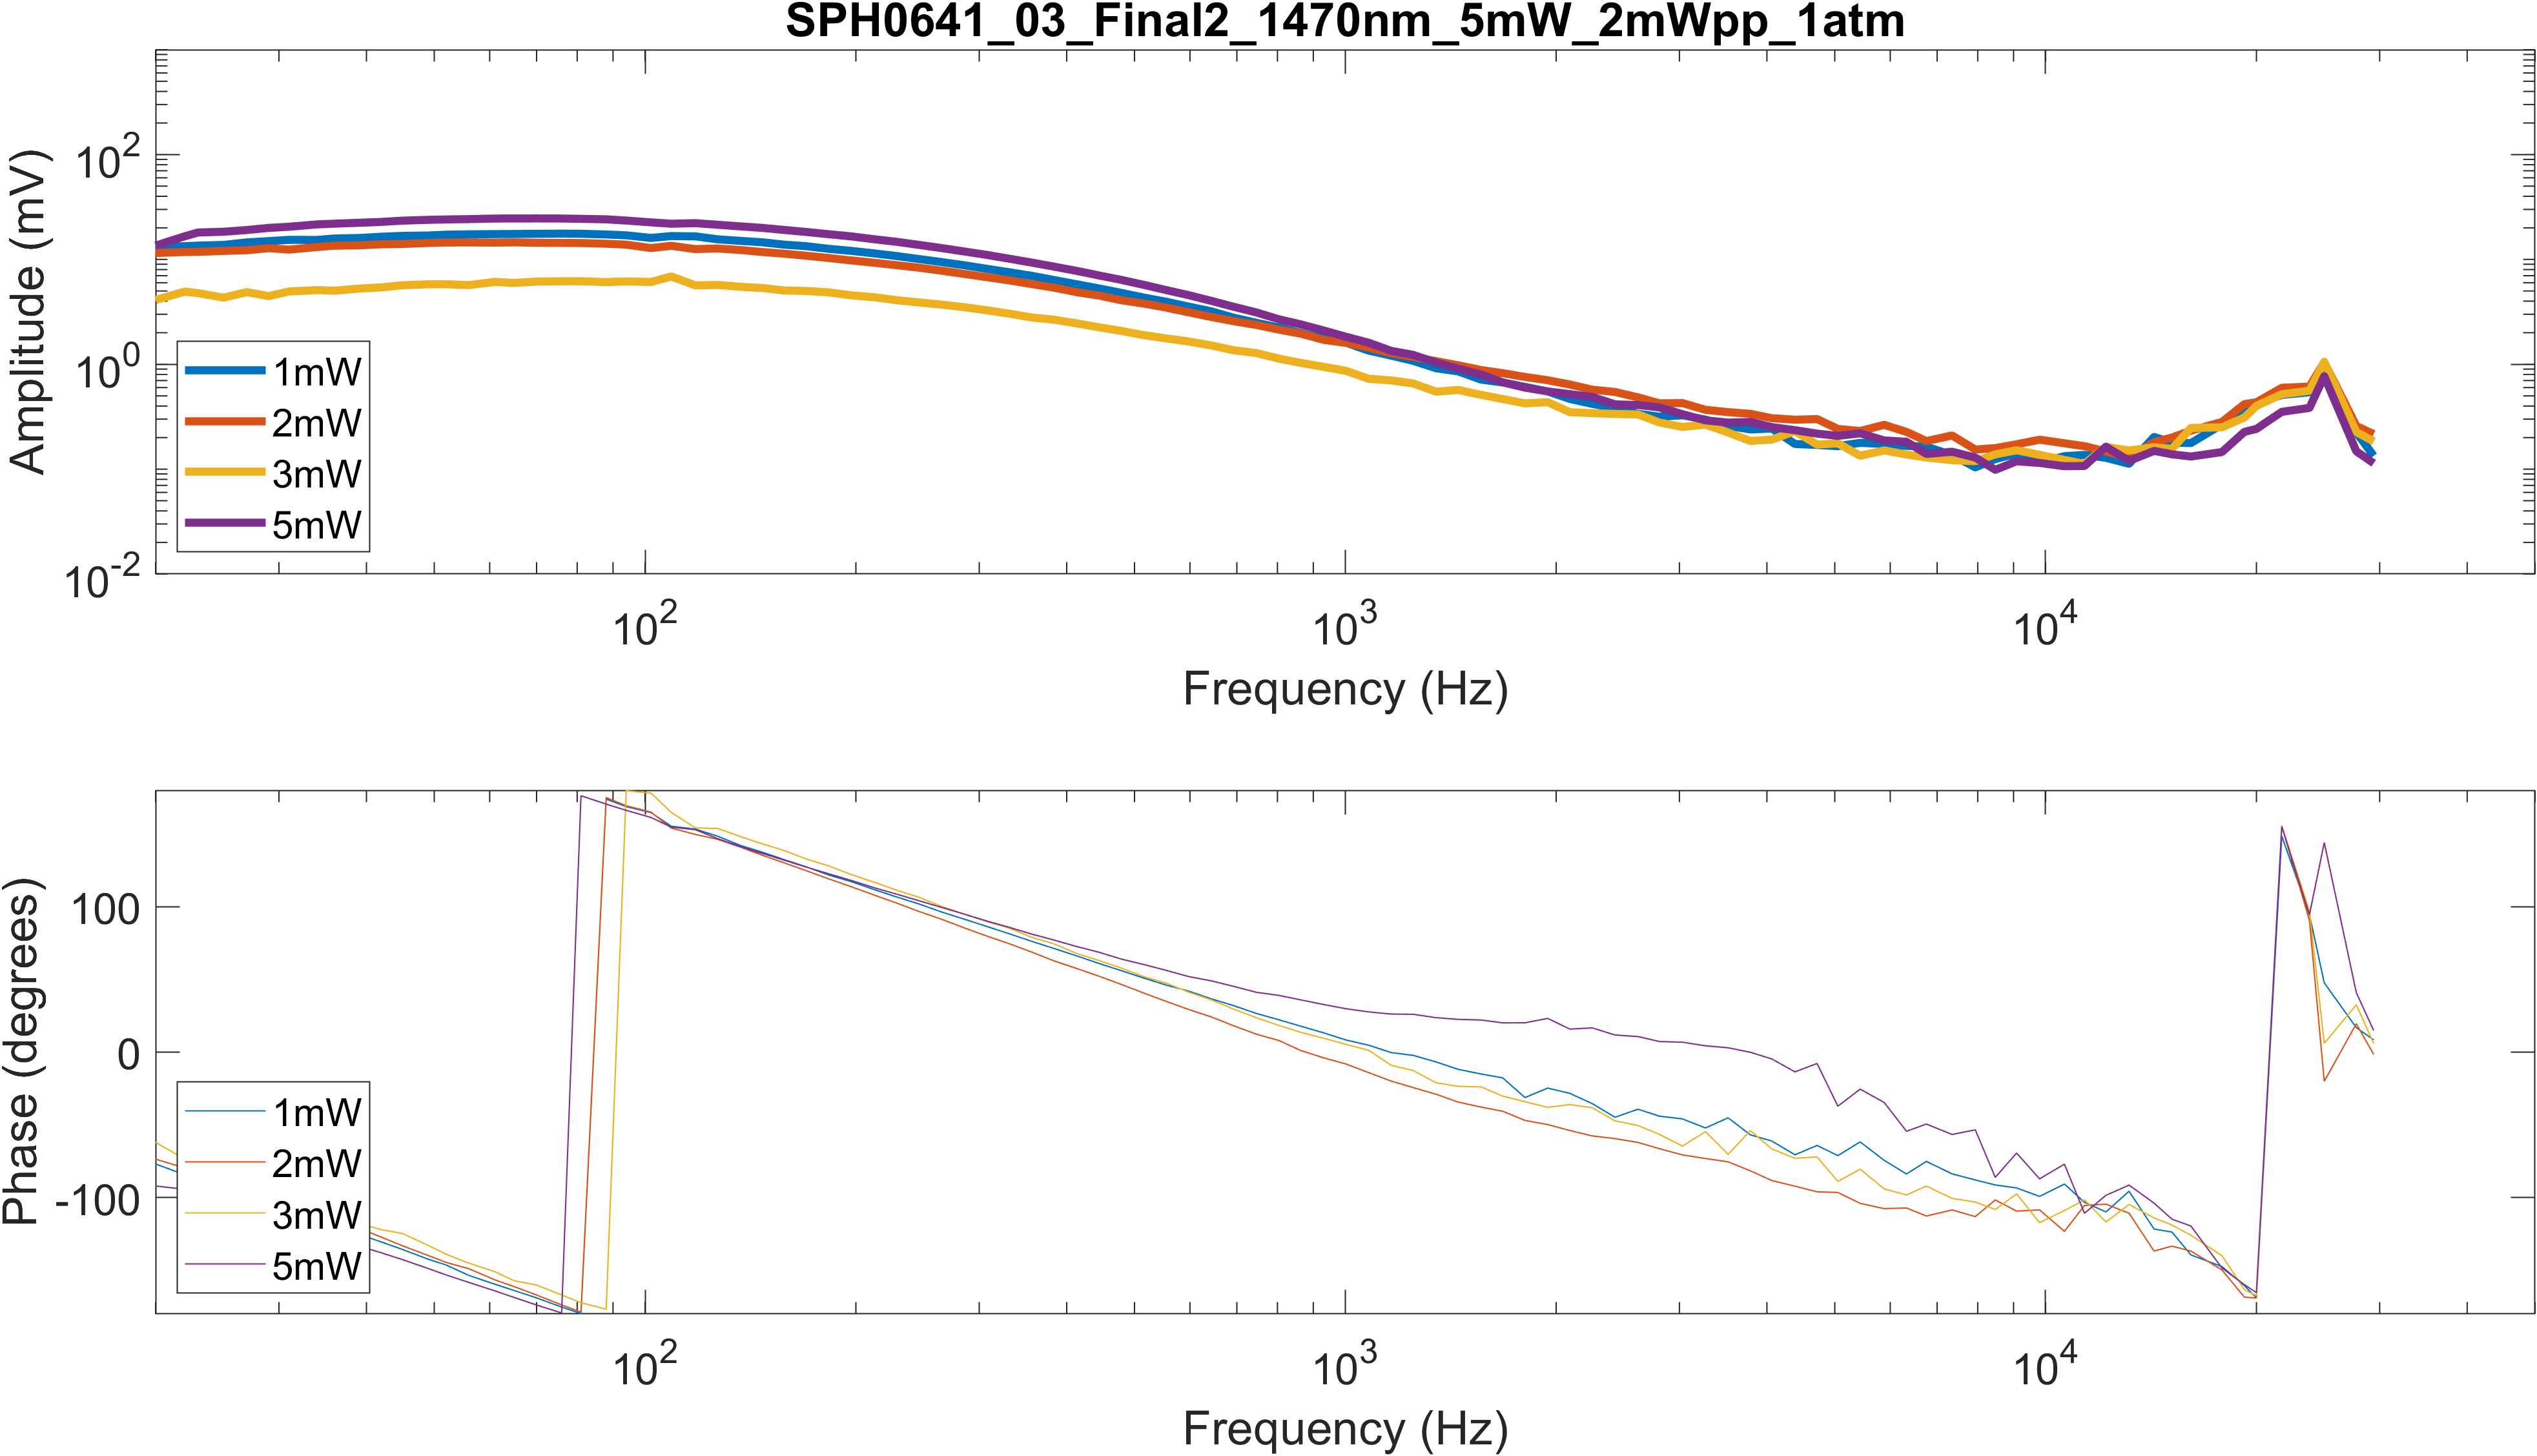 SPH0641_03_Final2_1470nm_5mW_2mWpp_1atm
Amplitude (mV)
10^2
10^0
10^-2
1mW
2mW
3mW
5mW
10^2
10^3
10^4
Frequency (Hz)
Phase (degrees)
100
0
-100
1mW
2mW
3mW
5mW
10^2
10^3
10^4
Frequency (Hz)